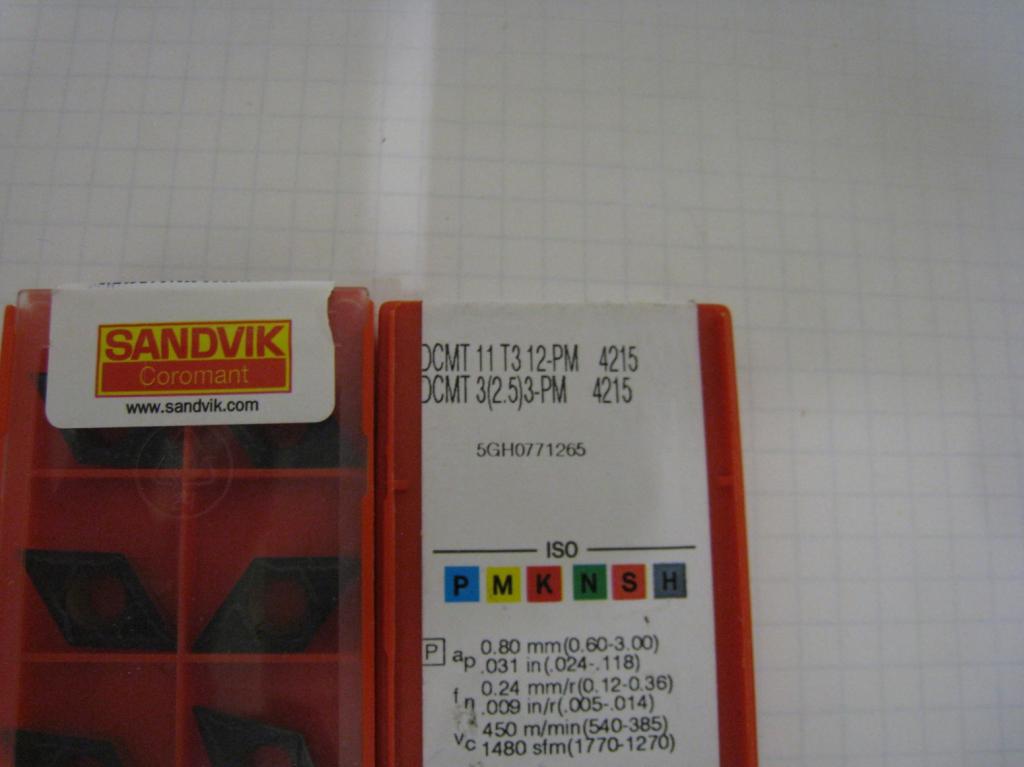 SANDVIK
Coromant
www.sandvik.com
DCMT 11 T3 12-PM 4215
DCMT 3(2.5)3-PM 4215
5GH0771265
ISO
P M K N S H
P ap 0.80 mm(0.60-3.00)
.031 in(.024-.118)
fn 0.24 mm/r(0.12-0.36)
.009 in/r(.005-.014)
vc 450 m/min(540-385)
1480 sfm(1770-1270)